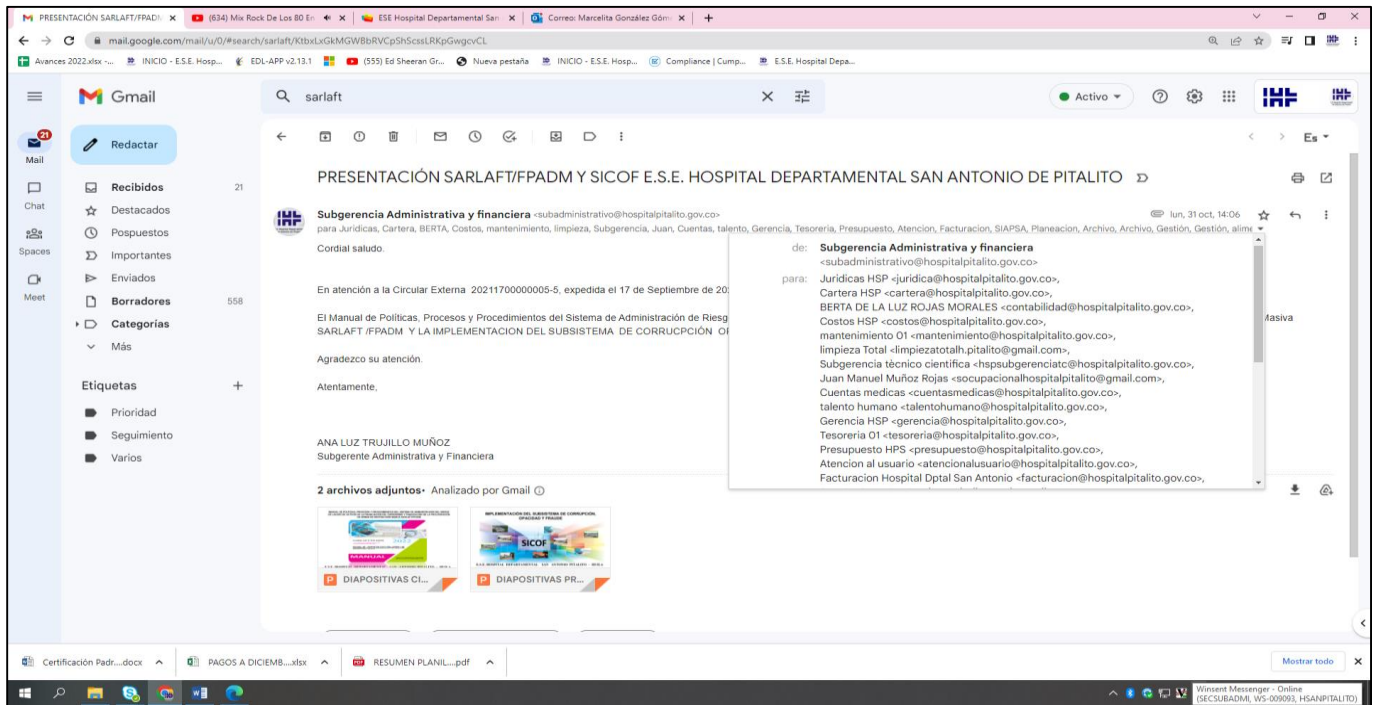 PRESENTACIÓN SARLAFT/FPADM
(634) Mix Rock De Los 80 En
ESE Hospital Departamental San
Correo: Marcelita González Góm
mail.google.com/mail/u/0/#search/sarlaft/KtbxLxGkMGWBbRVCpShScssLRKpGwgcvCL
Avances 2022.xlsx -...
INICIO - E.S.E. Hosp...
EDL-APP v2.13.1
(555) Ed Sheeran Gr...
Nueva pestaña
INICIO - E.S.E. Hosp...
Compliance | Cump...
E.S.E. Hospital Depa...
Gmail
sarlaft
Activo
21
Mail
Chat
Spaces
Meet
Redactar
Recibidos 21
Destacados
Pospuestos
Importantes
Enviados
Borradores 558
Categorías
Más
Etiquetas
Prioridad
Seguimiento
Varios
Es
PRESENTACIÓN SARLAFT/FPADM Y SICOF E.S.E. HOSPITAL DEPARTAMENTAL SAN ANTONIO DE PITALITO
Subgerencia Administrativa y financiera <subadministrativo@hospitalpitalito.gov.co>
lun, 31 oct, 14:06
para Juridicas, Cartera, BERTA, Costos, mantenimiento, limpieza, Subgerencia, Juan, Cuentas, talento, Gerencia, Tesoreria, Presupuesto, Atencion, Facturacion, SIAPSA, Planeacion, Archivo, Archivo, Gestión, Gestión, alime
Cordial saludo.
En atención a la Circular Externa 20211700000005-5, expedida el 17 de Septiembre de 20
El Manual de Políticas, Procesos y Procedimientos del Sistema de Administración de Riesg
Masiva
SARLAFT /FPADM Y LA IMPLEMENTACION DEL SUBSISTEMA DE CORRUCPCIÓN OF
Agradezco su atención.
Atentamente,
ANA LUZ TRUJILLO MUÑOZ
Subgerente Administrativa y Financiera
de: Subgerencia Administrativa y financiera
<subadministrativo@hospitalpitalito.gov.co>
para: Juridicas HSP <juridica@hospitalpitalito.gov.co>,
Cartera HSP <cartera@hospitalpitalito.gov.co>,
BERTA DE LA LUZ ROJAS MORALES <contabilidad@hospitalpitalito.gov.co>,
Costos HSP <costos@hospitalpitalito.gov.co>,
mantenimiento 01 <mantenimiento@hospitalpitalito.gov.co>,
limpieza Total <limpiezatotalh.pitalito@gmail.com>,
Subgerencia tècnico cientifica <hspsubgerenciatc@hospitalpitalito.gov.co>,
Juan Manuel Muñoz Rojas <socupacionalhospitalpitalito@gmail.com>,
Cuentas medicas <cuentasmedicas@hospitalpitalito.gov.co>,
talento humano <talentohumano@hospitalpitalito.gov.co>,
Gerencia HSP <gerencia@hospitalpitalito.gov.co>,
Tesoreria 01 <tesoreria@hospitalpitalito.gov.co>,
Presupuesto HPS <presupuesto@hospitalpitalito.gov.co>,
Atencion al usuario <atencionalusuario@hospitalpitalito.gov.co>,
Facturacion Hospital Dptal San Antonio <facturacion@hospitalpitalito.gov.co>,
2 archivos adjuntos• Analizado por Gmail
MANUAL
DIAPOSITIVAS CI...
IMPLEMENTACIÓN DEL SUBSISTEMA DE CORRUPCIÓN,
OPACIDAD Y FRAUDE
SICOF
DIAPOSITIVAS PR...
Certificación Padr....docx
PAGOS A DICIEMB....xlsx
RESUMEN PLANIL....pdf
Mostrar todo
Winsent Messenger - Online
(SECSUBADMI, WS-009093, HSANPITALITO)